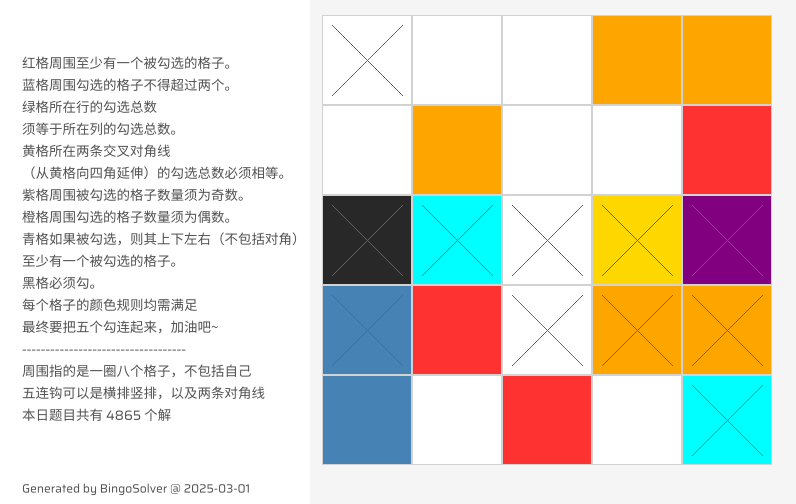 红格周围至少有一个被勾选的格子。
蓝格周围勾选的格子不得超过两个。
绿格所在行的勾选总数
须等于所在列的勾选总数。
黄格所在两条交叉对角线
（从黄格向四角延伸）的勾选总数必须相等。
紫格周围被勾选的格子数量须为奇数。
橙格周围勾选的格子数量须为偶数。
青格如果被勾选，则其上下左右（不包括对角）
至少有一个被勾选的格子。
黑格必须勾。
每个格子的颜色规则均需满足
最终要把五个勾连起来，加油吧~
-----------------------------------
周围指的是一圈八个格子，不包括自己
五连钩可以是横排竖排，以及两条对角线
本日题目共有 4865 个解
Generated by BingoSolver @ 2025-03-01